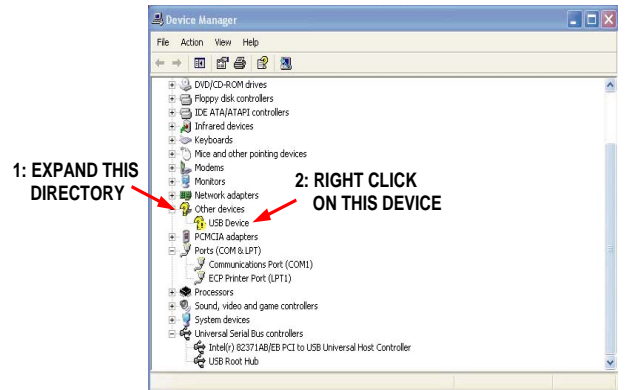 Device Manager
File Action View Help
DVD/CD-ROM drives
Floppy disk controllers
IDE ATA/ATAPI controllers
Infrared devices
Keyboards
Mice and other pointing devices
Modems
Monitors
Network adapters
Other devices
USB Device
PCMCIA adapters
Ports (COM & LPT)
Communications Port (COM1)
ECP Printer Port (LPT1)
Processors
Sound, video and game controllers
System devices
Universal Serial Bus controllers
Intel(r) 82371AB/EB PCI to USB Universal Host Controller
USB Root Hub
1: EXPAND THIS
DIRECTORY
2: RIGHT CLICK
ON THIS DEVICE